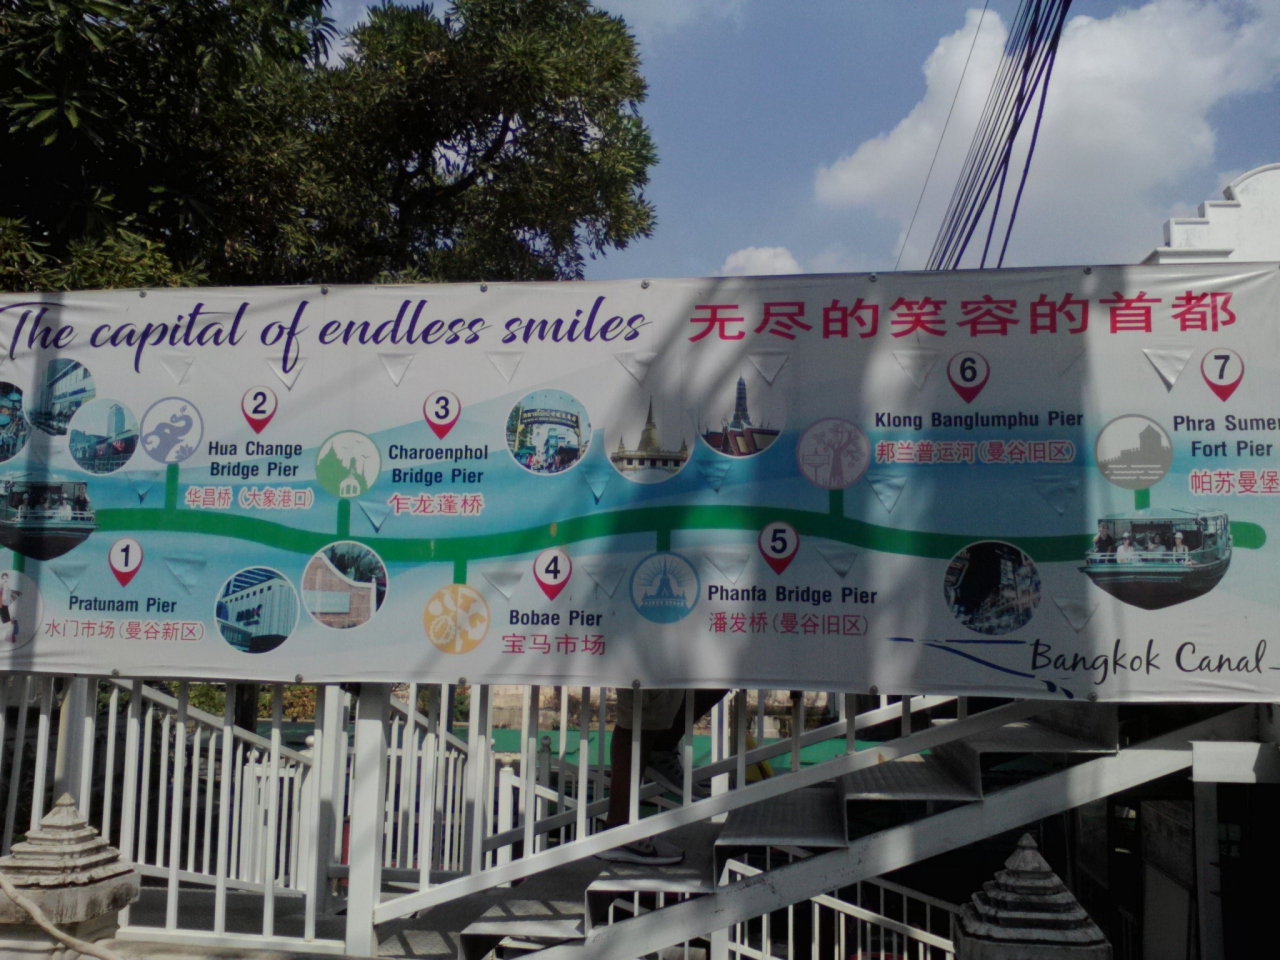 The capital of endless smiles
无尽的笑容的首都
1
Pratunam Pier
水门市场(曼谷新区)
2
Hua Change
Bridge Pier
华昌桥(大象港口)
3
Charoenphol
Bridge Pier
乍龙蓬桥
4
Bobae Pier
宝马市场
5
Phanfa Bridge Pier
潘发桥(曼谷旧区)
6
Klong Banglumphu Pier
邦兰普运河(曼谷旧区)
7
Phra Sumer
Fort Pier
帕苏曼堡
Bangkok Canal